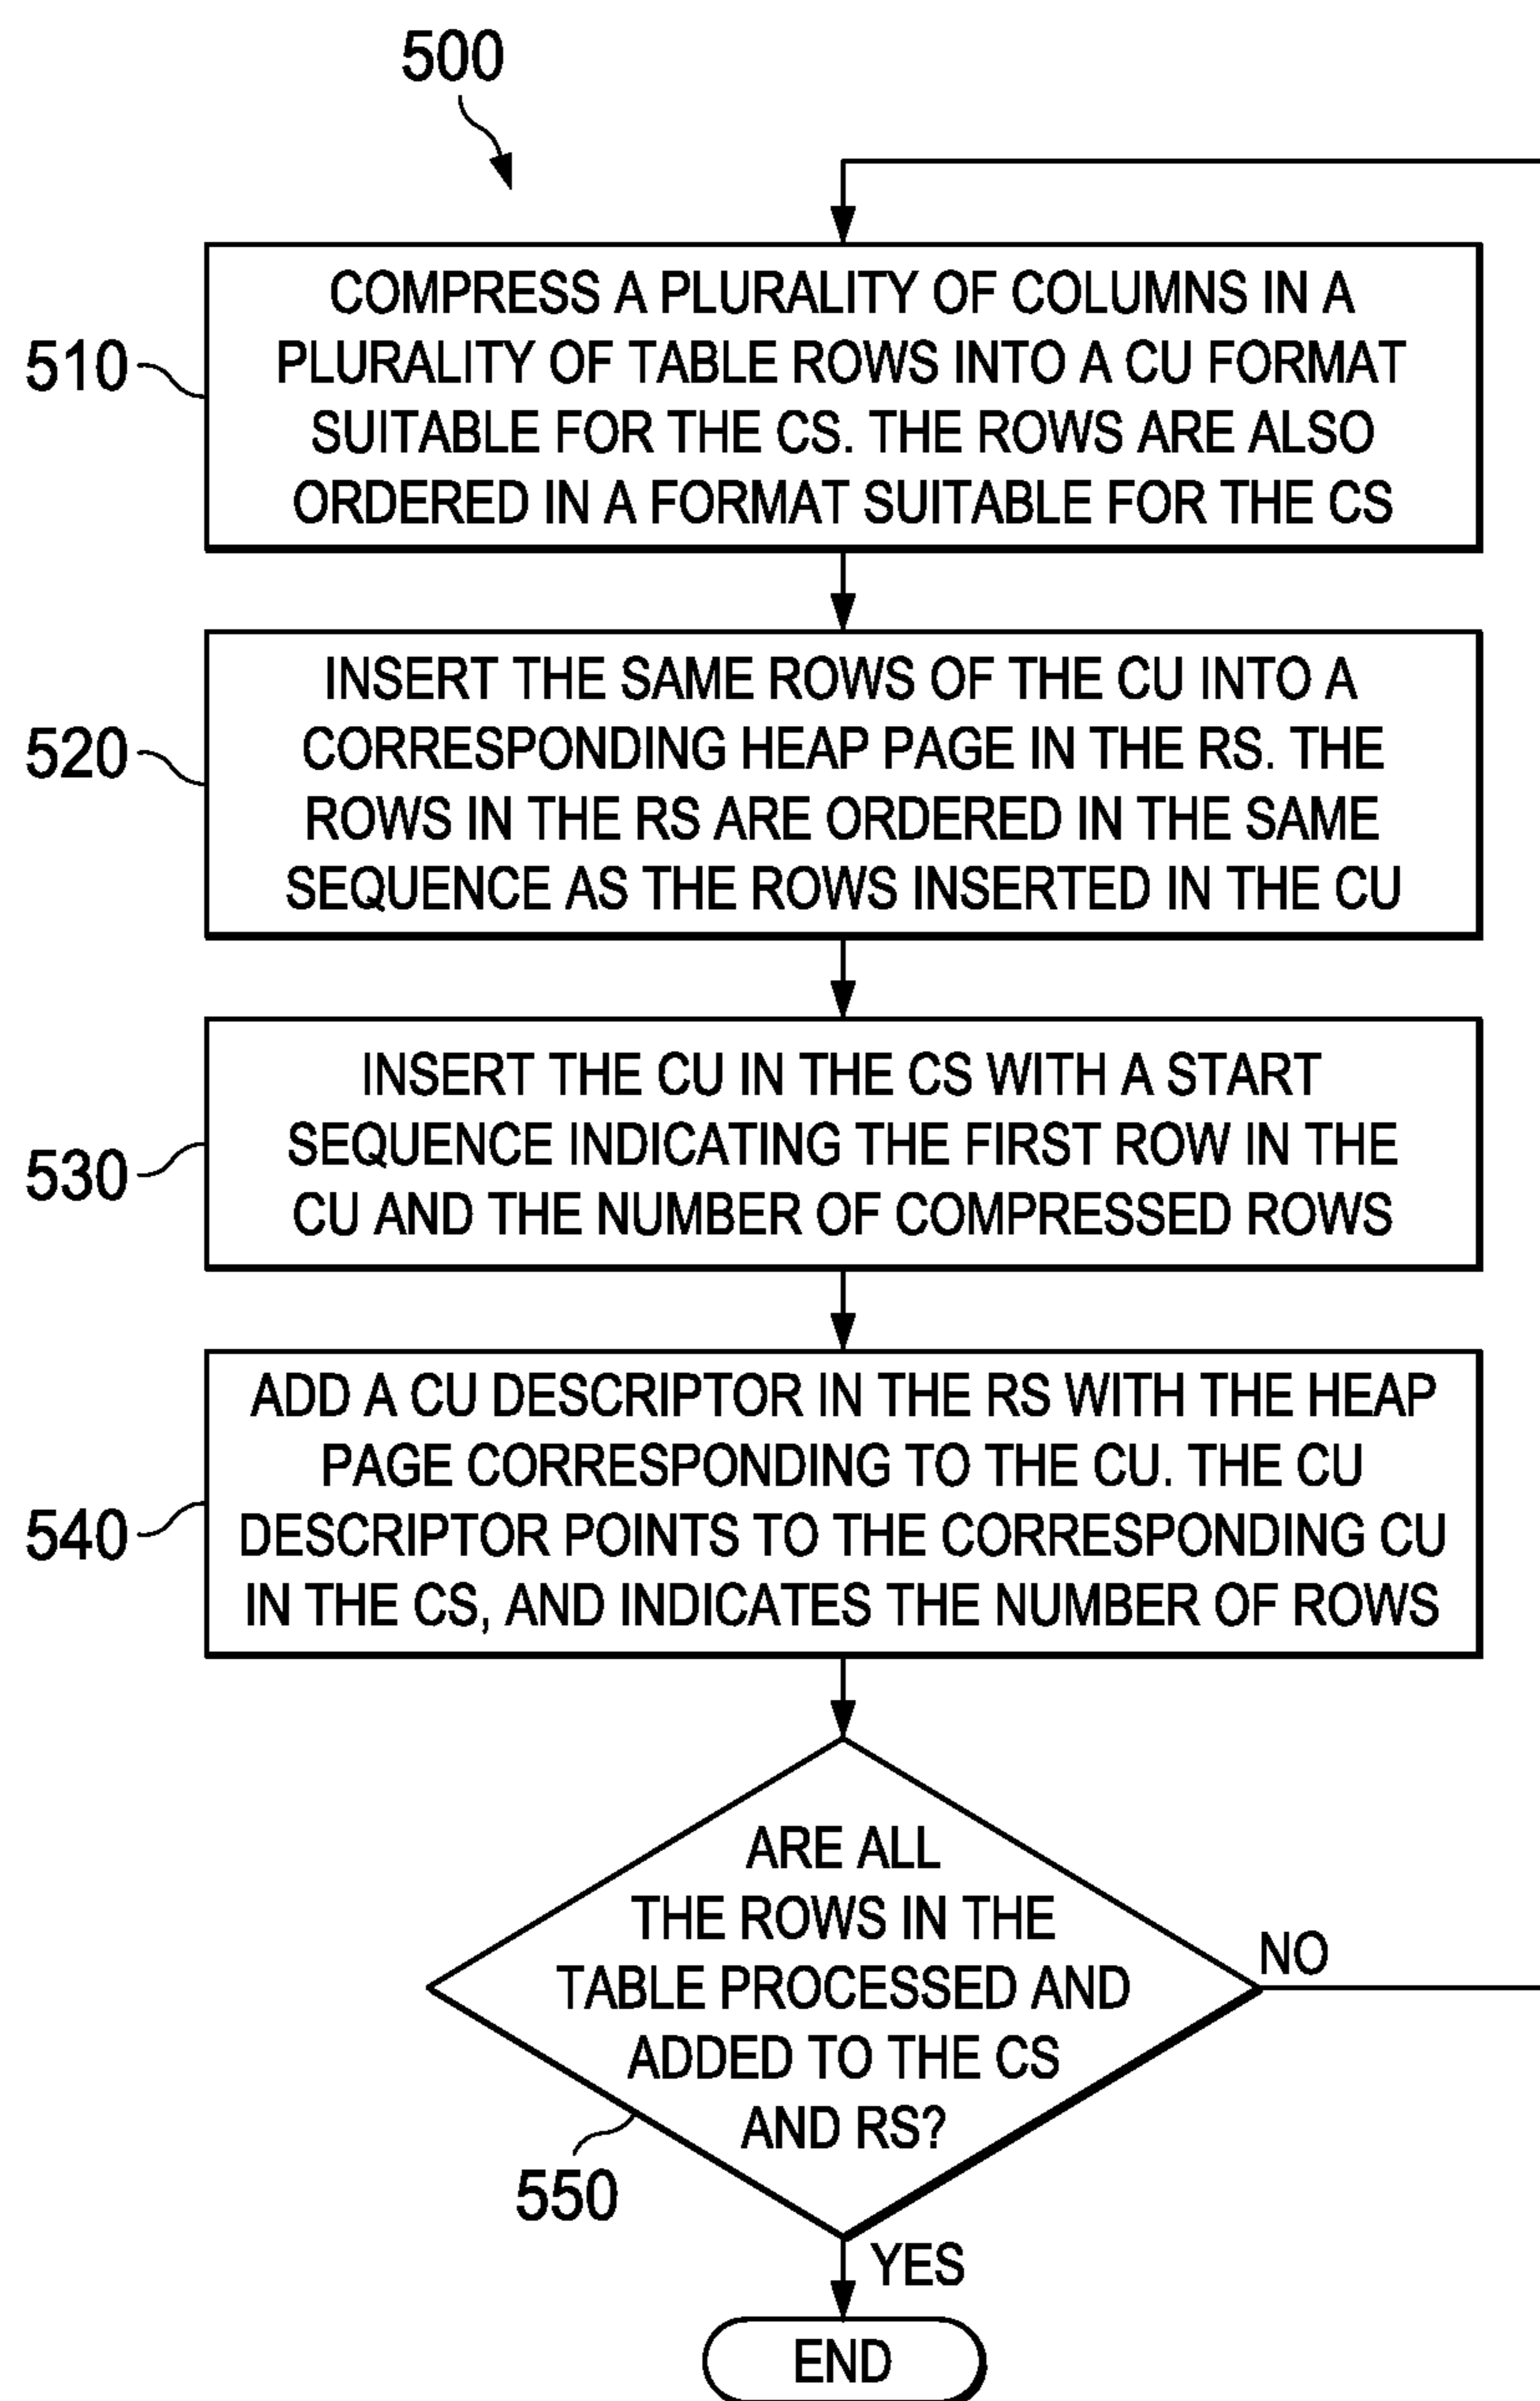 500
510
COMPRESS A PLURALITY OF COLUMNS IN A
PLURALITY OF TABLE ROWS INTO A CU FORMAT
SUITABLE FOR THE CS. THE ROWS ARE ALSO
ORDERED IN A FORMAT SUITABLE FOR THE CS
520
INSERT THE SAME ROWS OF THE CU INTO A
CORRESPONDING HEAP PAGE IN THE RS. THE
ROWS IN THE RS ARE ORDERED IN THE SAME
SEQUENCE AS THE ROWS INSERTED IN THE CU
530
INSERT THE CU IN THE CS WITH A START
SEQUENCE INDICATING THE FIRST ROW IN THE
CU AND THE NUMBER OF COMPRESSED ROWS
540
ADD A CU DESCRIPTOR IN THE RS WITH THE HEAP
PAGE CORRESPONDING TO THE CU. THE CU
DESCRIPTOR POINTS TO THE CORRESPONDING CU
IN THE CS, AND INDICATES THE NUMBER OF ROWS
ARE ALL
THE ROWS IN THE
TABLE PROCESSED AND
ADDED TO THE CS
AND RS?
NO
550
YES
END